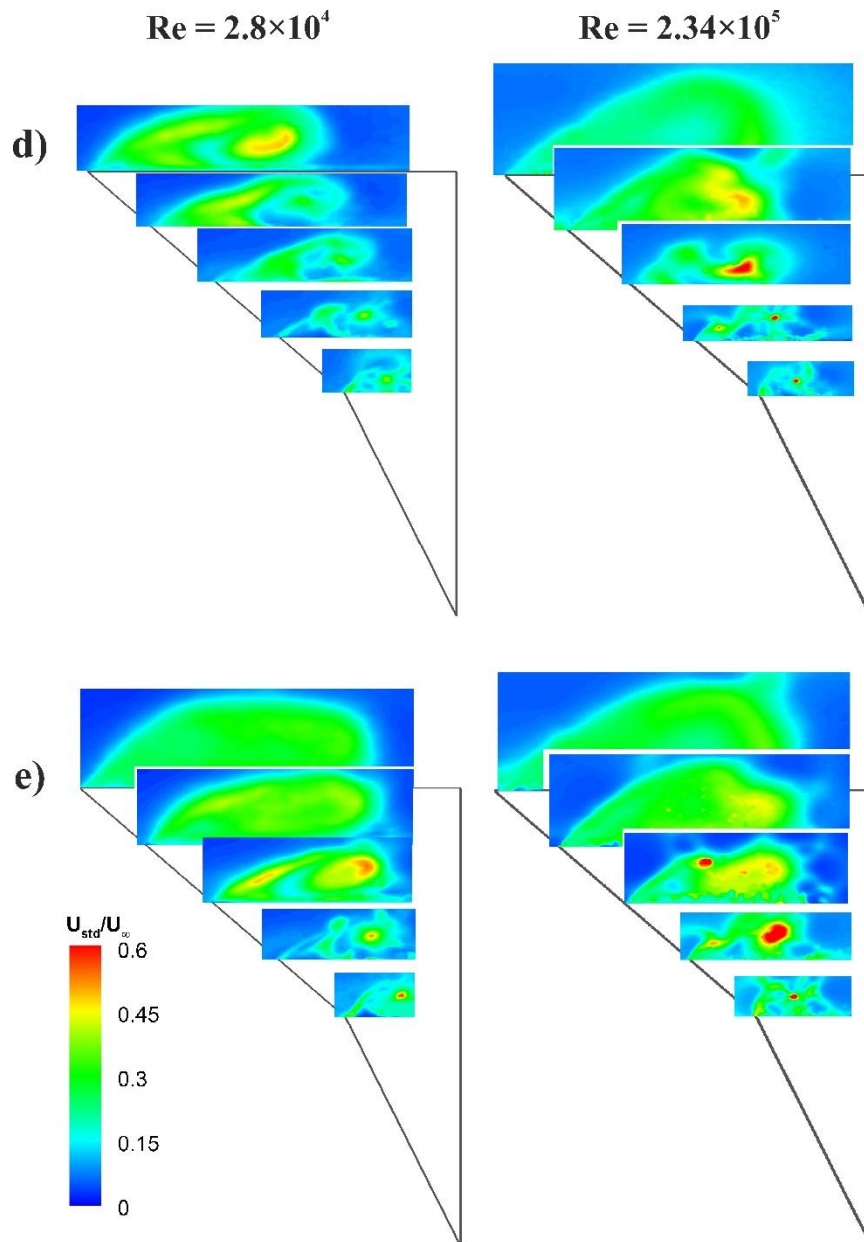 Re = 2.8×10⁴
Re = 2.34×10⁵
d)
e)
U_std/U_∞
0.6
0.45
0.3
0.15
0